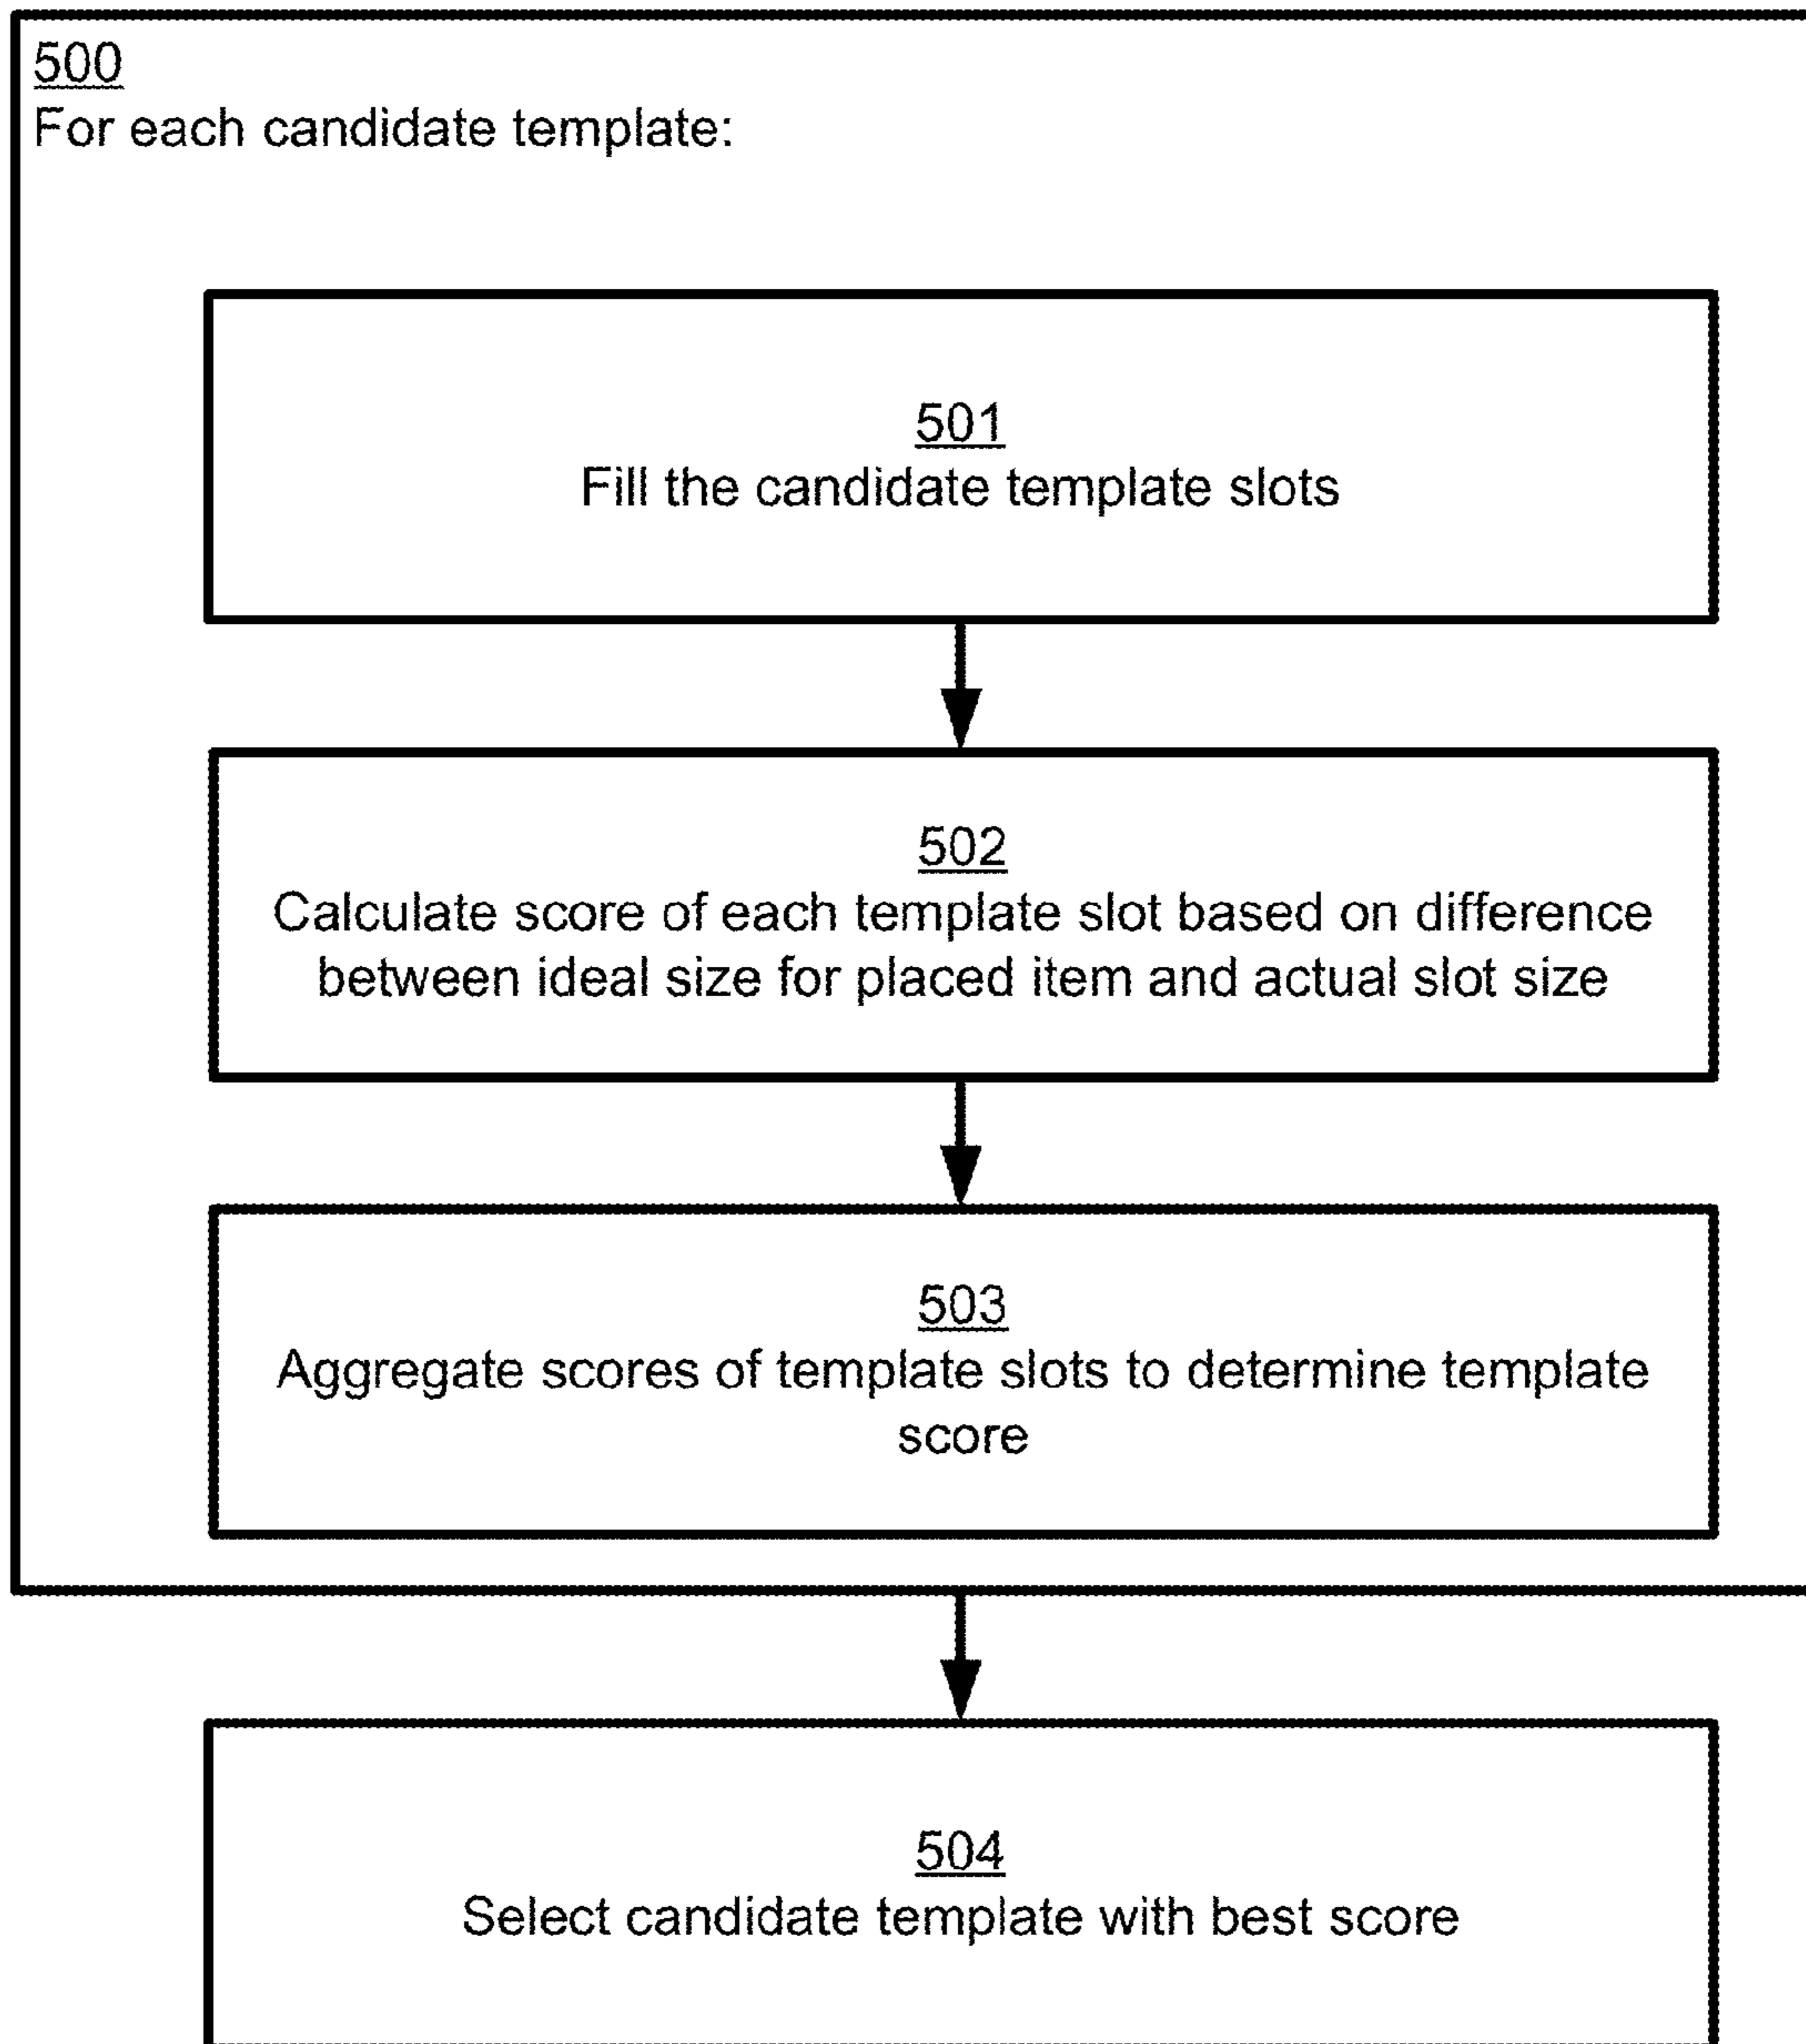 500
For each candidate template:
501
Fill the candidate template slots
502
Calculate score of each template slot based on difference
between ideal size for placed item and actual slot size
503
Aggregate scores of template slots to determine template
score
504
Select candidate template with best score